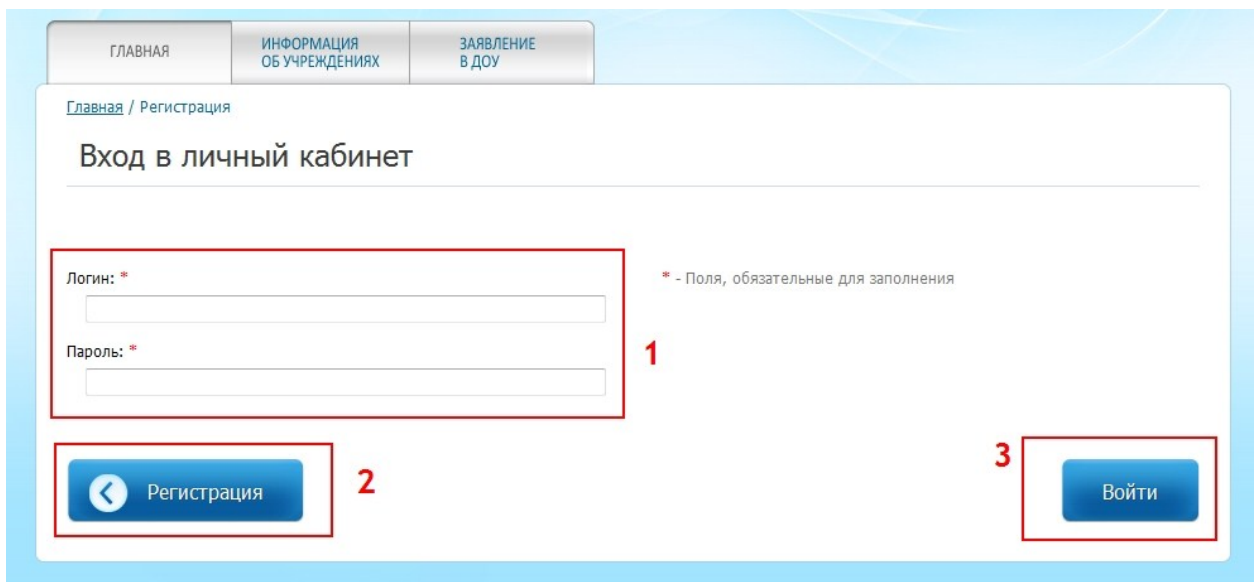 ГЛАВНАЯ
ИНФОРМАЦИЯ
ОБ УЧРЕЖДЕНИЯХ
ЗАЯВЛЕНИЕ
В ДОУ
Главная / Регистрация
Вход в личный кабинет
Логин: *
* - Поля, обязательные для заполнения
Пароль: *
1
Регистрация
2
3
Войти